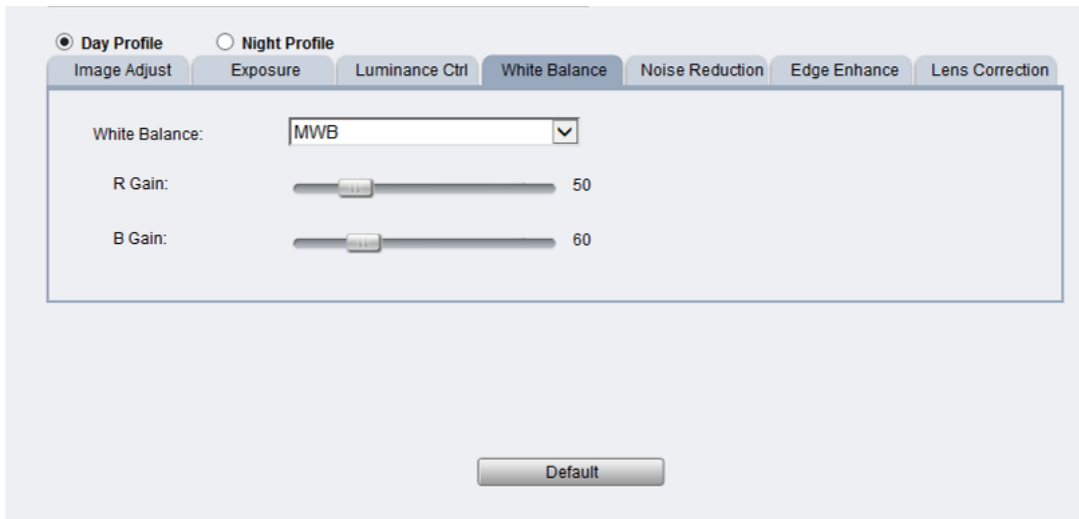 Day Profile Night Profile
Image Adjust Exposure Luminance Ctrl White Balance Noise Reduction Edge Enhance Lens Correction
White Balance: MWB
R Gain: 50
B Gain: 60
Default